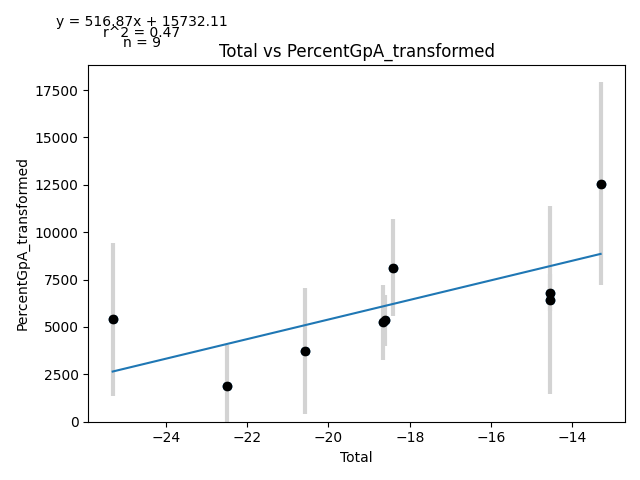 y = 516.87x + 15732.11
r^2 = 0.47
n = 9
Total vs PercentGpA_transformed
PercentGpA_transformed
17500
15000
12500
10000
7500
5000
2500
0
−24
−22
−20
−18
−16
−14
Total